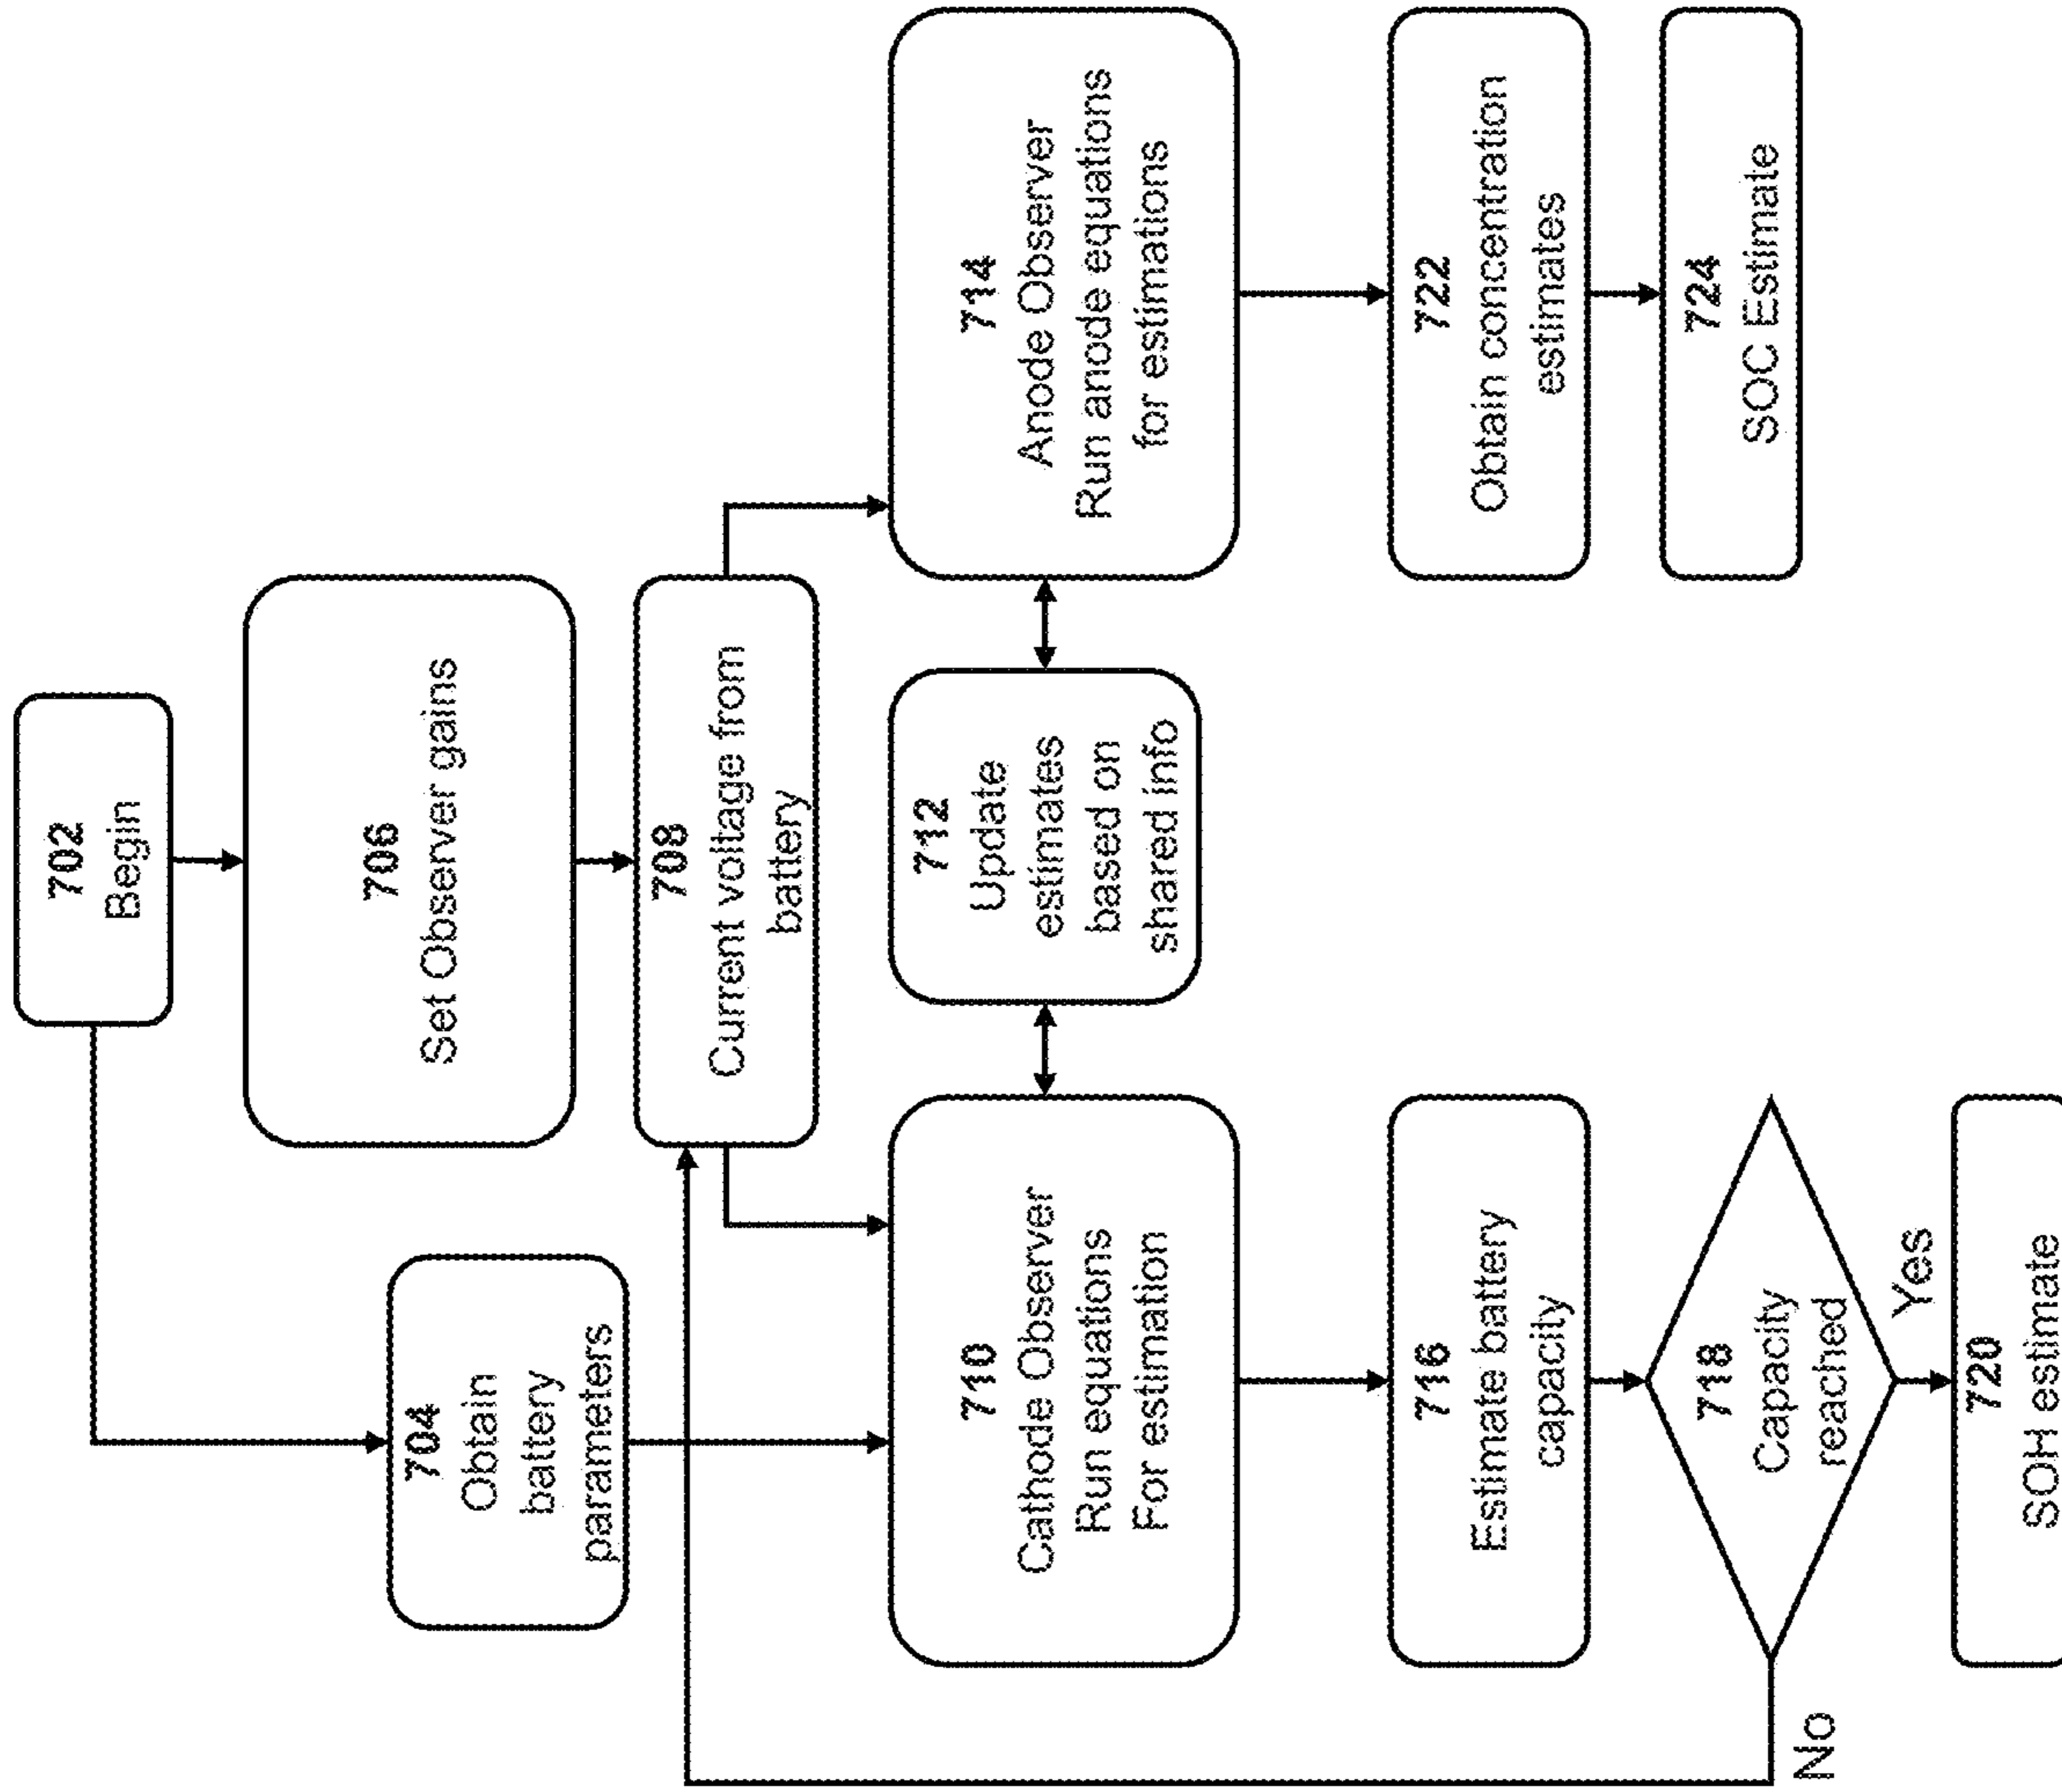 702
Begin
704
Obtain
battery
parameters
706
Set Observer gains
708
Current voltage from
battery
710
Cathode Observer
Run equations
For estimation
712
Update
estimates
based on
shared info
714
Anode Observer
Run anode equations
for estimations
716
Estimate battery
capacity
718
Capacity
reached
No
Yes
720
SOH estimate
722
Obtain concentration
estimates
724
SOC Estimate